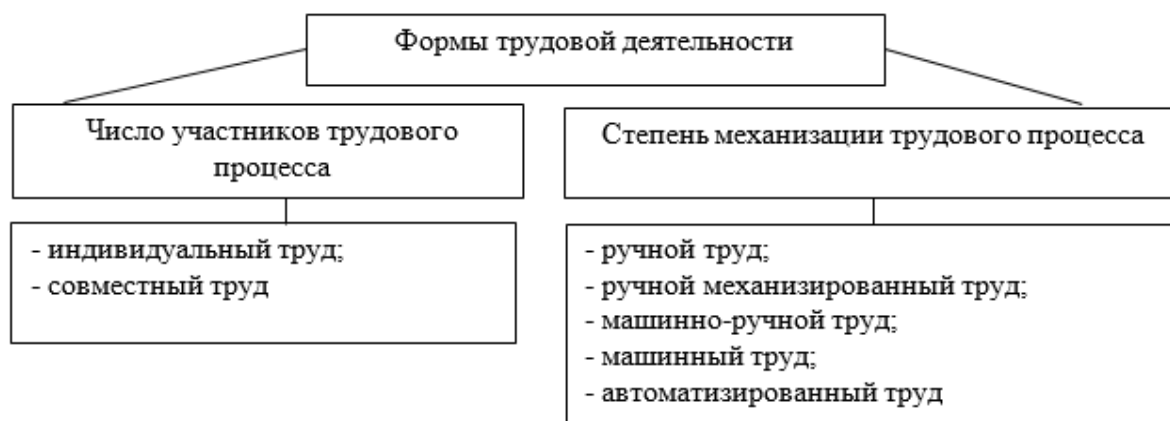 Формы трудовой деятельности
Число участников трудового
процесса
Степень механизации трудового процесса
- индивидуальный труд;
- совместный труд
- ручной труд;
- ручной механизированный труд;
- машинно-ручной труд;
- машинный труд;
- автоматизированный труд